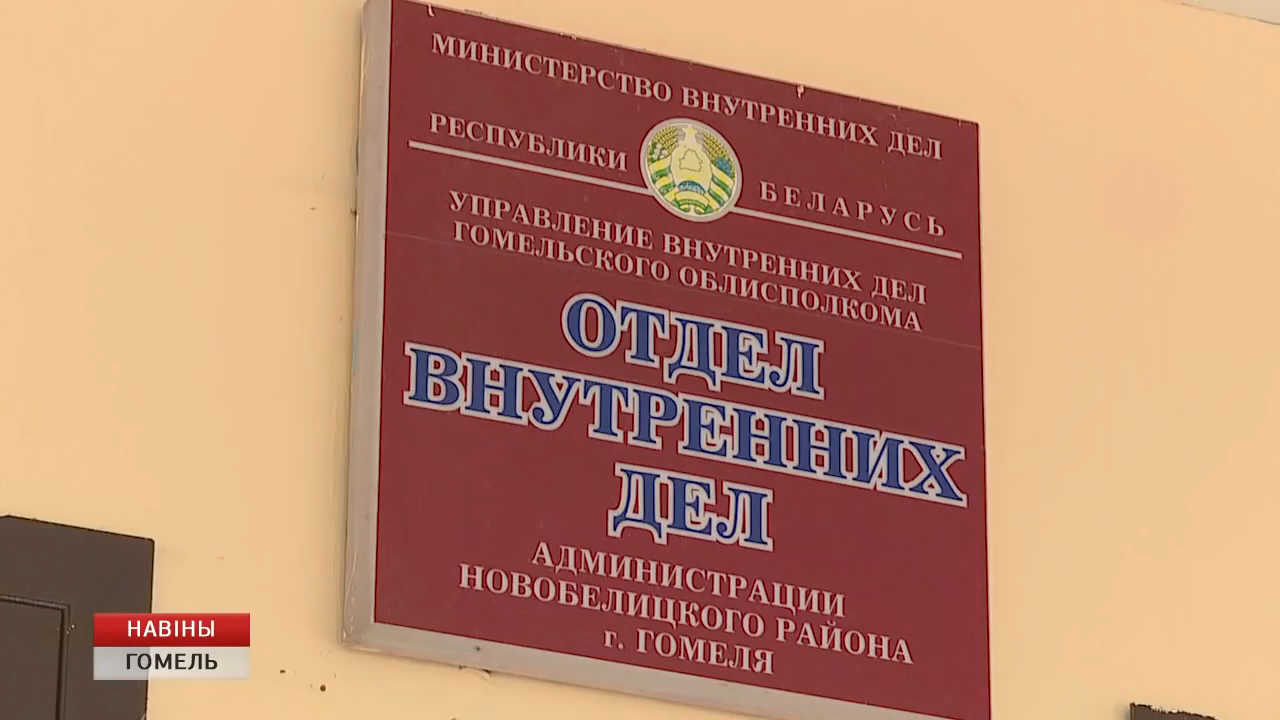 МИНИСТЕРСТВО ВНУТРЕННИХ ДЕЛ
РЕСПУБЛИКИ БЕЛАРУСЬ
УПРАВЛЕНИЕ ВНУТРЕННИХ ДЕЛ
ГОМЕЛЬСКОГО ОБЛИСПОЛКОМА
ОТДЕЛ
ВНУТРЕННИХ
ДЕЛ
АДМИНИСТРАЦИИ
НОВОБЕЛИЦКОГО РАЙОНА
г. ГОМЕЛЯ
НАВІНЫ
ГОМЕЛЬ